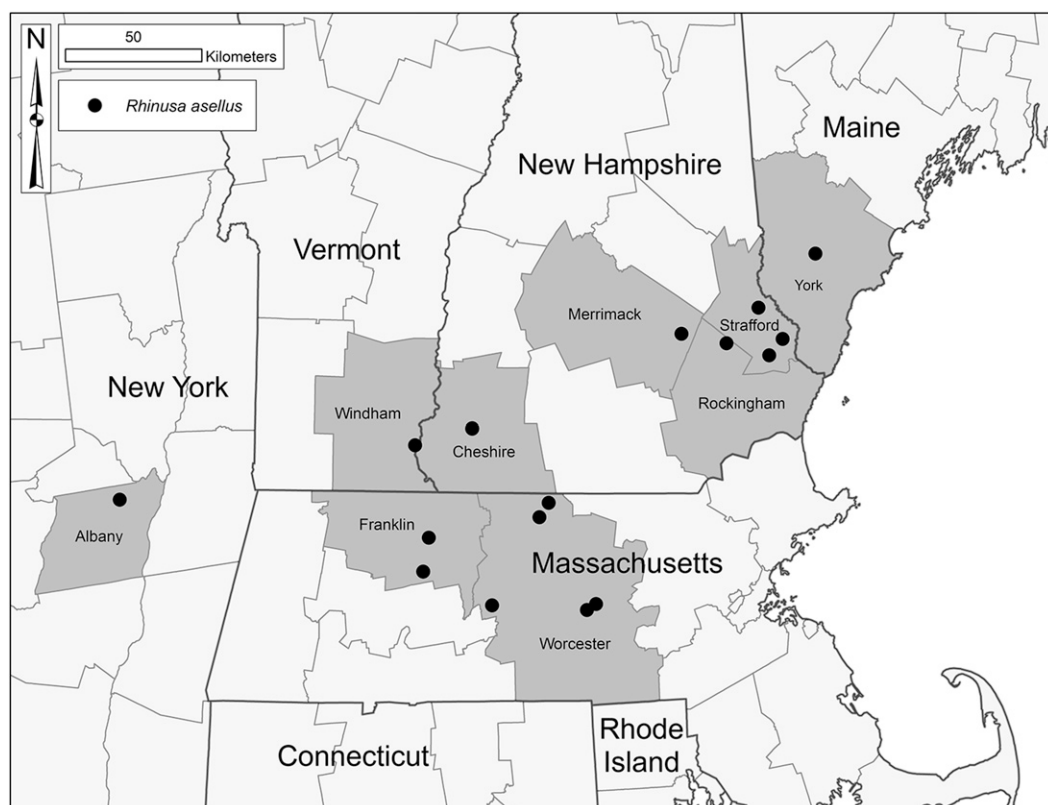 N
50
Kilometers
Rhinusa asellus
Maine
New Hampshire
Vermont
York
Merrimack
Strafford
New York
Windham
Rockingham
Cheshire
Albany
Franklin
Massachusetts
Worcester
Rhode
Island
Connecticut